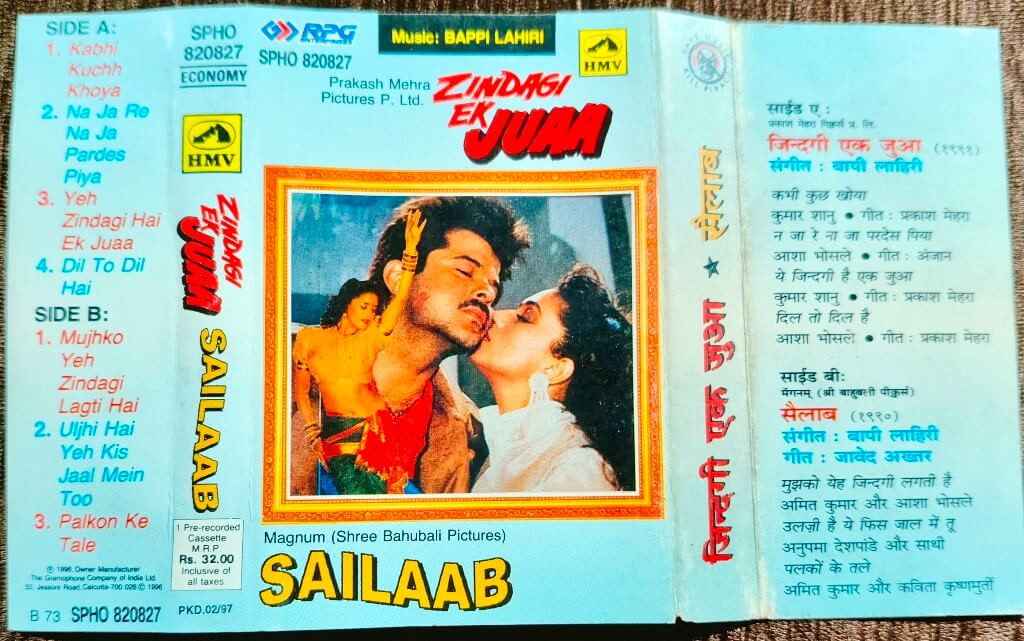 SIDE A:
1. Kabhi
Kuchh
Khoya
2. Na Ja Re
Na Ja
Pardes
Piya
3. Yeh
Zindagi Hai
Ek Juaa
4. Dil To Dil
Hai
SIDE B:
1. Mujhko
Yeh
Zindagi
Lagti Hai
2. Uljhi Hai
Yeh Kis
Jaal Mein
Too
3. Palkon Ke
Tale
℗ 1996, Owner Manufacturer
The Gramophone Company of India Ltd.
33, Jessore Road, Calcutta-700 028 © 1996
B 73 SPHO 820827
SPHO
820827
ECONOMY
HMV
ZINDAGI
EK
JUAA
SAILAAB
1 Pre-recorded
Cassette
M.R.P
Rs. 32.00
Inclusive of
all taxes
PKD.02/97
RPG
SPHO 820827
Music: BAPPI LAHIRI
HMV
Prakash Mehra
Pictures P. Ltd.
ZINDAGI
EK
JUAA
Magnum (Shree Bahubali Pictures)
SAILAAB
जिन्दगी एक जुआ ★ सैलाब
साईड ए :
प्रकाश मेहरा पिक्चर्स प्र. लि.
जिन्दगी एक जुआ (१९९१)
संगीत : बापी लाहिरी
कभी कुछ खोया
कुमार शानु • गीत : प्रकाश मेहरा
न जा रे ना जा परदेस पिया
आशा भोसले • गीत : अंजान
ये जिन्दगी है एक जुआ
कुमार शानु • गीत : प्रकाश मेहरा
दिल तो दिल है
आशा भोसले • गीत : प्रकाश मेहरा
साईड बी:
मॅगनम् (श्री बाहुबली पीक्चर्स)
सैलाब (१९९०)
संगीत : बापी लाहिरी
गीत : जावेद अख्तर
मुझको येह जिन्दगी लगती है
अमित कुमार और आशा भोसले
उलज़ी है ये फिस जाल में तू
अनुपमा देशपांडे और साथी
पलकों के तले
अमित कुमार और कविता कृष्णमुर्ती